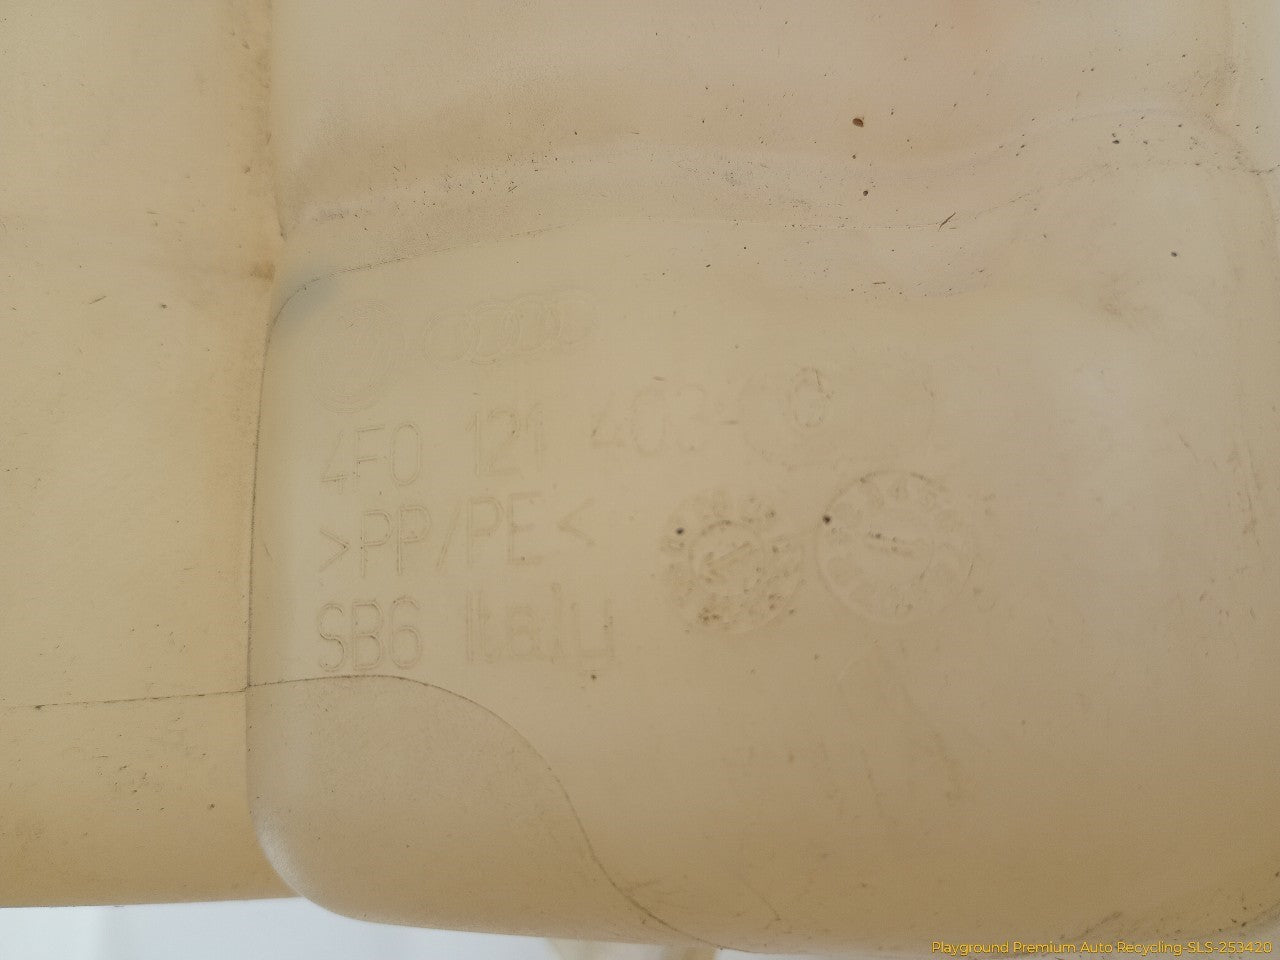 4F0 121 403
>PP/PE<
SB6 Italy
Playground Premium Auto Recycling-SLS-253420